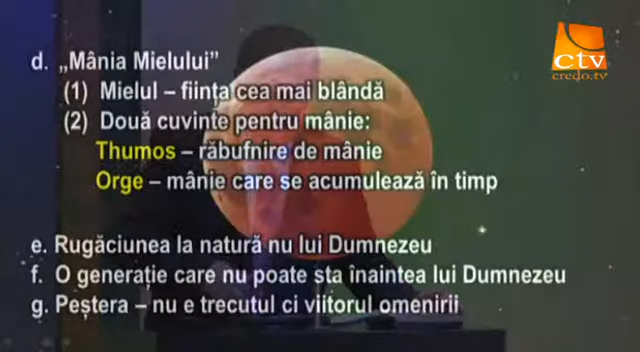 ctv
credo.tv
d. „Mânia Mielului”
(1) Mielul – ființa cea mai blândă
(2) Două cuvinte pentru mânie:
Thumos – răbufnire de mânie
Orge – mânie care se acumulează în timp
e. Rugăciunea la natură nu lui Dumnezeu
f. O generație care nu poate sta înaintea lui Dumnezeu
g. Peștera – nu e trecutul ci viitorul omenirii